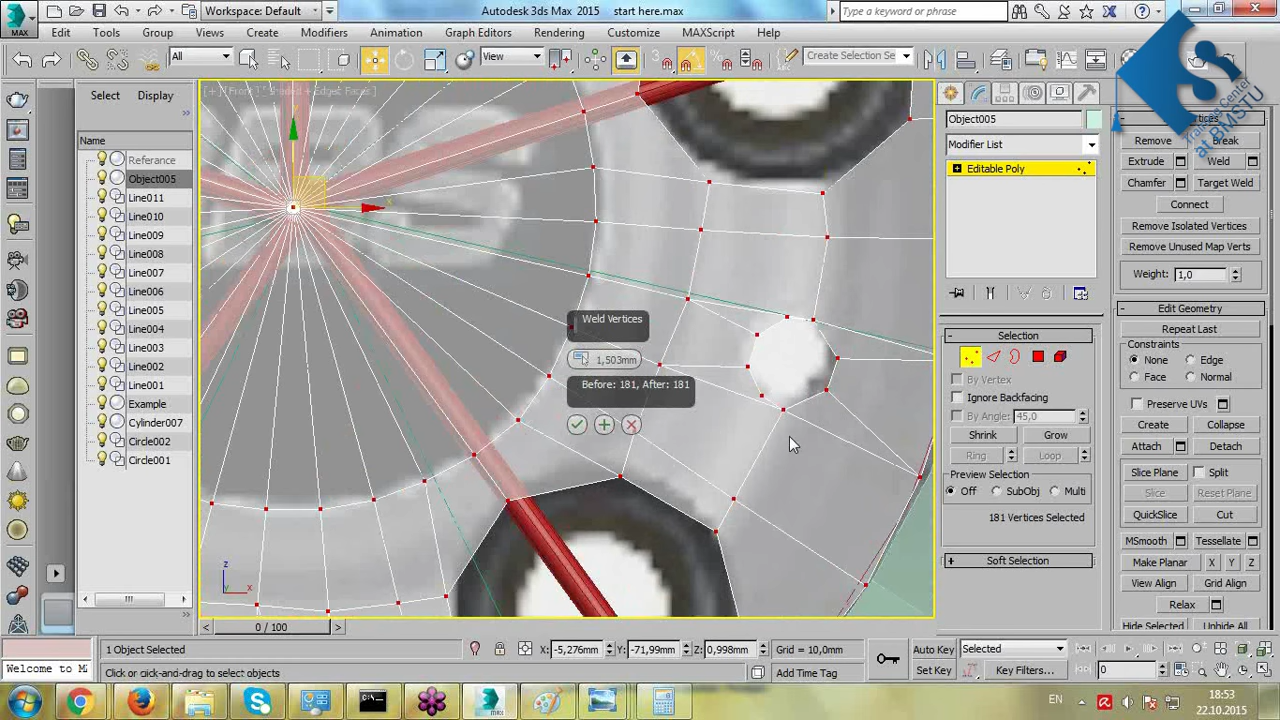 Workspace: Default
Autodesk 3ds Max 2015    start here.max
Type a keyword or phrase
MAX
Edit
Tools
Group
Views
Create
Modifiers
Animation
Graph Editors
Rendering
Customize
MAXScript
Help
All
View
Create Selection Se
Select
Display
Name
Referance
Object005
Line011
Line010
Line009
Line008
Line007
Line006
Line005
Line004
Line003
Line002
Line001
Example
Cylinder007
Circle002
Circle001
Weld Vertices
1,503mm
Before: 181, After: 181
0 / 100
Object005
Modifier List
Editable Poly
Selection
By Vertex
Ignore Backfacing
By Angle: 45,0
Shrink
Grow
Ring
Loop
Preview Selection
Off
SubObj
Multi
181 Vertices Selected
Soft Selection
Remove
Break
Extrude
Weld
Chamfer
Target Weld
Connect
Remove Isolated Vertices
Remove Unused Map Verts
Weight: 1,0
Edit Geometry
Repeat Last
Constraints
None
Edge
Face
Normal
Preserve UVs
Create
Collapse
Attach
Detach
Slice Plane
Split
Slice
Reset Plane
QuickSlice
Cut
MSmooth
Tessellate
Make Planar
X
Y
Z
View Align
Grid Align
Relax
Hide Selected
Unhide All
Training Center
at BMSTU
1 Object Selected
X: -5,276mm
Y: -71,99mm
Z: 0,998mm
Grid = 10,0mm
Auto Key
Selected
Welcome to M
Click or click-and-drag to select objects
Add Time Tag
Set Key
Key Filters...
0
EN
18:53
22.10.2015